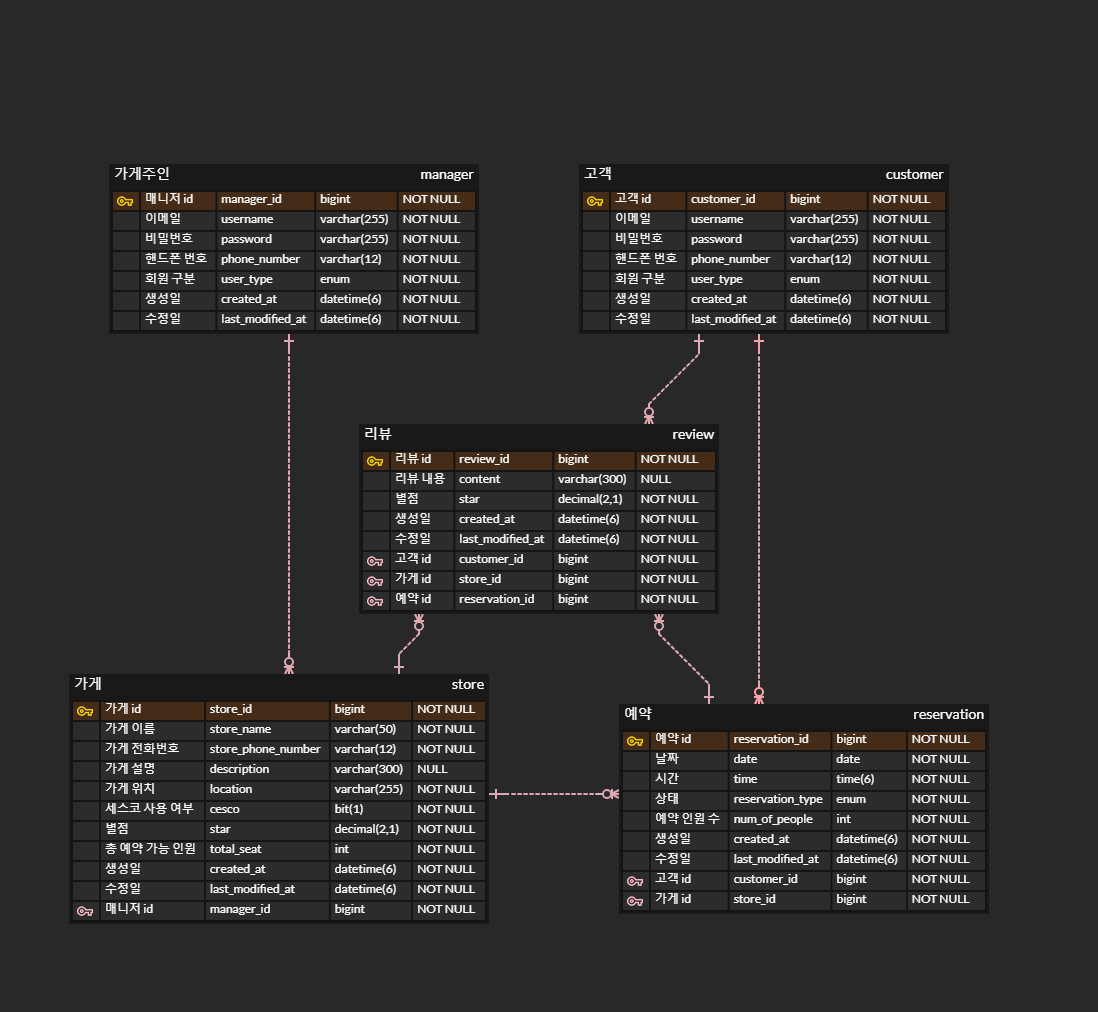 가게주인 manager
매니저 id manager_id bigint NOT NULL
이메일 username varchar(255) NOT NULL
비밀번호 password varchar(255) NOT NULL
핸드폰 번호 phone_number varchar(12) NOT NULL
회원 구분 user_type enum NOT NULL
생성일 created_at datetime(6) NOT NULL
수정일 last_modified_at datetime(6) NOT NULL
고객 customer
고객 id customer_id bigint NOT NULL
이메일 username varchar(255) NOT NULL
비밀번호 password varchar(255) NOT NULL
핸드폰 번호 phone_number varchar(12) NOT NULL
회원 구분 user_type enum NOT NULL
생성일 created_at datetime(6) NOT NULL
수정일 last_modified_at datetime(6) NOT NULL
리뷰 review
리뷰 id review_id bigint NOT NULL
리뷰 내용 content varchar(300) NULL
별점 star decimal(2,1) NOT NULL
생성일 created_at datetime(6) NOT NULL
수정일 last_modified_at datetime(6) NOT NULL
고객 id customer_id bigint NOT NULL
가게 id store_id bigint NOT NULL
예약 id reservation_id bigint NOT NULL
가게 store
가게 id store_id bigint NOT NULL
가게 이름 store_name varchar(50) NOT NULL
가게 전화번호 store_phone_number varchar(12) NOT NULL
가게 설명 description varchar(300) NULL
가게 위치 location varchar(255) NOT NULL
세스코 사용 여부 cesco bit(1) NOT NULL
별점 star decimal(2,1) NOT NULL
총 예약 가능 인원 total_seat int NOT NULL
생성일 created_at datetime(6) NOT NULL
수정일 last_modified_at datetime(6) NOT NULL
매니저 id manager_id bigint NOT NULL
예약 reservation
예약 id reservation_id bigint NOT NULL
날짜 date date NOT NULL
시간 time time(6) NOT NULL
상태 reservation_type enum NOT NULL
예약 인원 수 num_of_people int NOT NULL
생성일 created_at datetime(6) NOT NULL
수정일 last_modified_at datetime(6) NOT NULL
고객 id customer_id bigint NOT NULL
가게 id store_id bigint NOT NULL